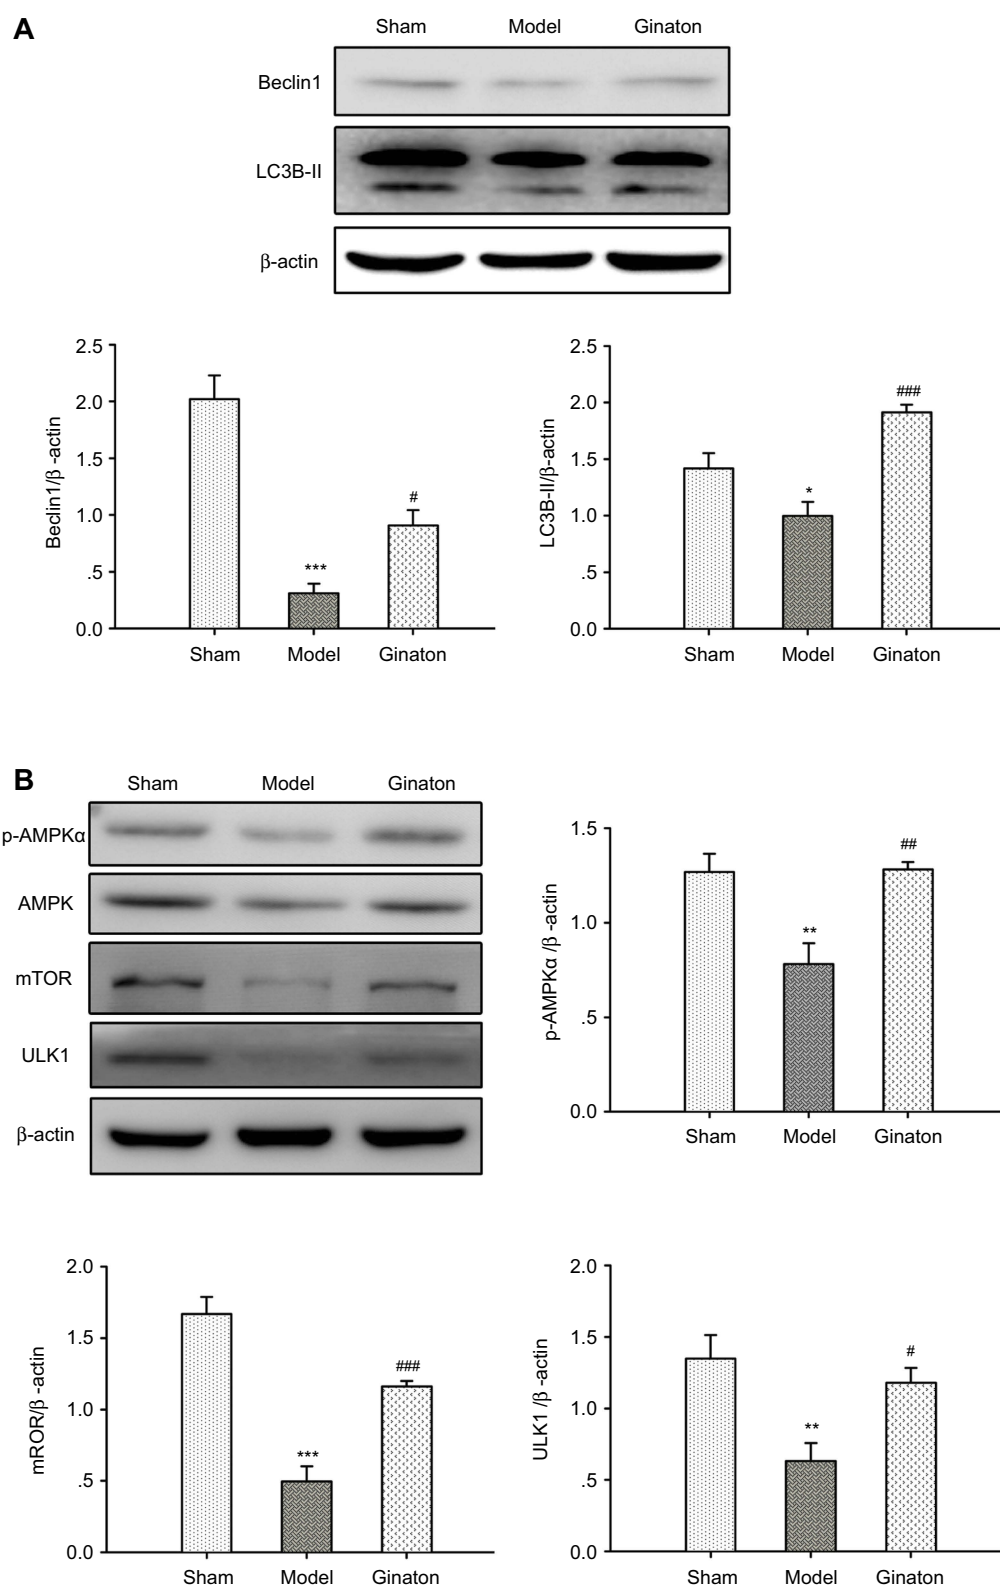 A
Sham Model Ginaton
Beclin1
LC3B-II
β-actin
2.5
2.0
1.5
1.0
.5
0.0
Beclin1/β -actin
***
#
Sham Model Ginaton
2.5
2.0
1.5
1.0
.5
0.0
LC3B-II/β-actin
*
###
Sham Model Ginaton
B
Sham Model Ginaton
p-AMPKα
AMPK
mTOR
ULK1
β-actin
1.5
1.0
.5
0.0
p-AMPKα /β -actin
**
##
Sham Model Ginaton
2.0
1.5
1.0
.5
0.0
mROR/β -actin
***
###
Sham Model Ginaton
2.0
1.5
1.0
.5
0.0
ULK1 /β -actin
**
#
Sham Model Ginaton